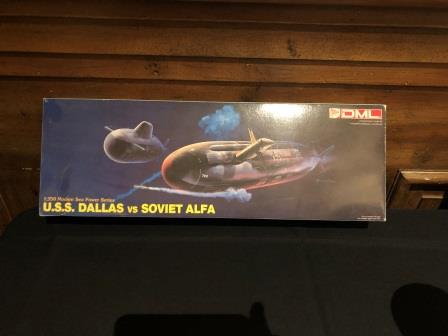 DML
1:350 Modern Sea Power Series
U.S.S. DALLAS vs SOVIET ALFA